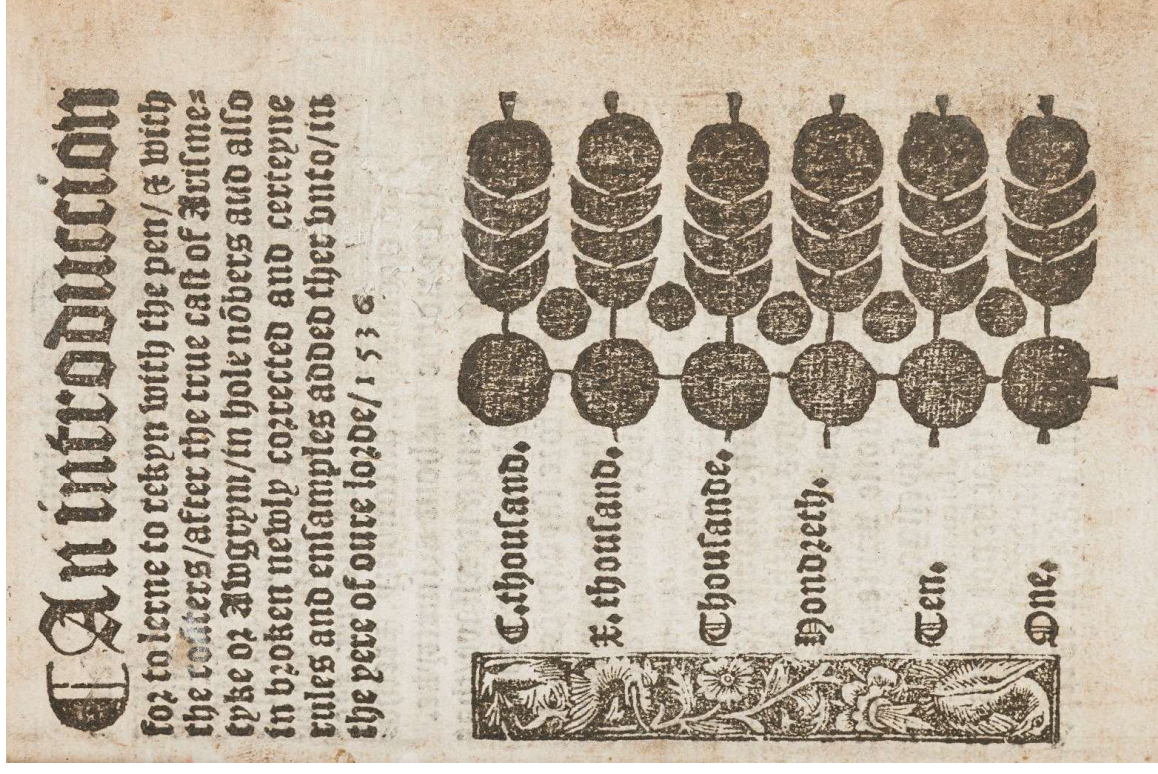 ¶ An introduccion
for to lerne to rekyn with the pen/ & with
the coūters/after the true cast of Arisme-
tyke or Awgrym/in hole nōbers and also
in broken newly corrected and certeyne
rules and ensamples added ther vnto/in
the yere of oure lorde/1536
C.thousand.
X.thousand.
Thousande.
Hondreth.
Ten.
One.